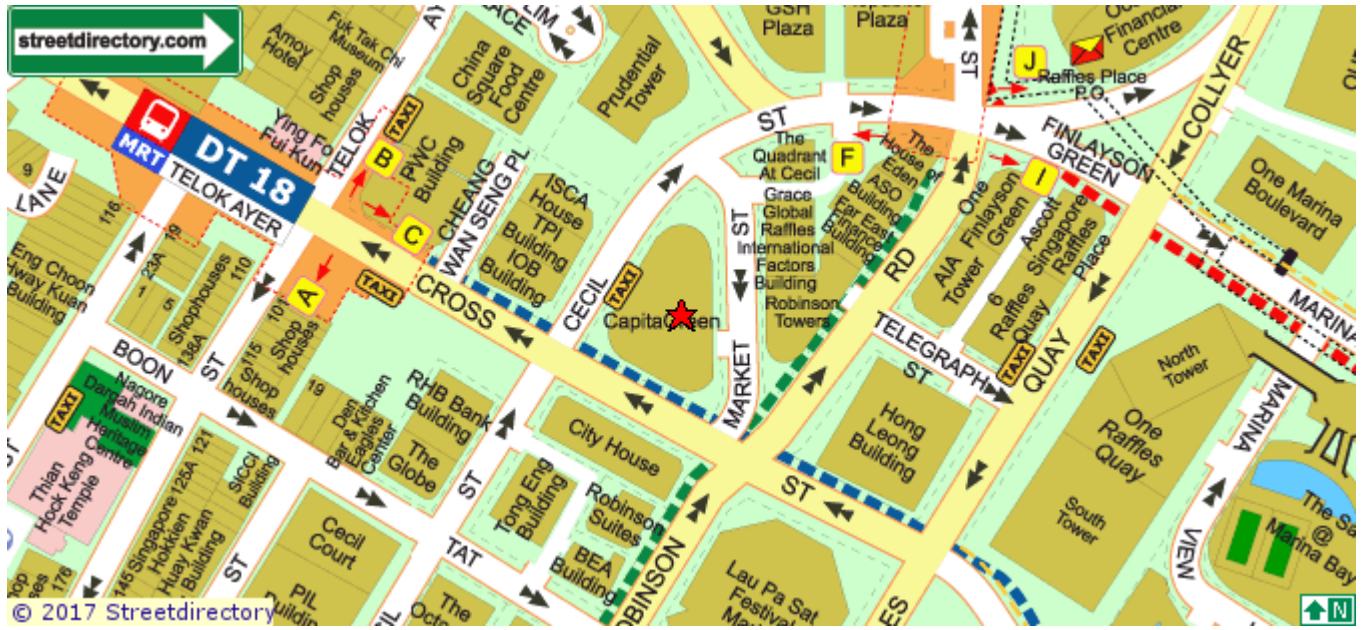 streetdirectory.com
Amoy
Hotel
Fuk Tak Chi
Museum
Shop
houses
China
Square
Food
Centre
Prudential
Tower
GSH
Plaza
Plaza
Financial
Centre
J
Raffles Place
P.O
COLLYER
QUAY
ST
ST
FINLAYSON
GREEN
One Marina
Boulevard
MARINA
Ying Fo
Fui Kun
TELOK
TAXI
B
PWC
Building
C
CHEANG
WAN SENG PL
ISCA
House
TPI
Building
IOB
Building
MRT
DT 18
TELOK AYER
LANE
9
116
19
23A
1
5
Shophouses
110
138A
A
TAXI
CROSS
ST
CECIL
TAXI
CapitaGreen
MARKET
ST
The
Quadrant
At Cecil
F
The
House of
Eden
ASO
Building
Far East
Finance
Building
Grace
Global
Raffles
International
Factors
Building
Robinson
Towers
RD
One
Finlayson
Green
AIA
Tower
I
Ascott
Singapore
Raffles
Place
6
Raffles
Quay
TELEGRAPH
ST
TAXI
TAXI
North
Tower
One
Raffles
Quay
South
Tower
MARINA
VIEW
Marina Bay
Eng Choon
Hway Kuan
Building
BOON
TAT
ST
ST
10
Shop
houses
115
Shop
houses
19
Den
Bar & Kitchen
Eagles
Center
RHB Bank
Building
The
Globe
City House
Hong
Leong
Building
TAXI
Nagore
Dargah Indian
Muslim
Heritage
Centre
Thian
Hock Keng
Temple
121
125A
Singapore
Hokkien
Huay Kwan
Building
145
SICCI
Building
176
ST
Cecil
Court
PIL
ST
Tong Eng
Building
Robinson
Suites
BEA
Building
ROBINSON
Lau Pa Sat
Festival
The
© 2017 Streetdirectory
N